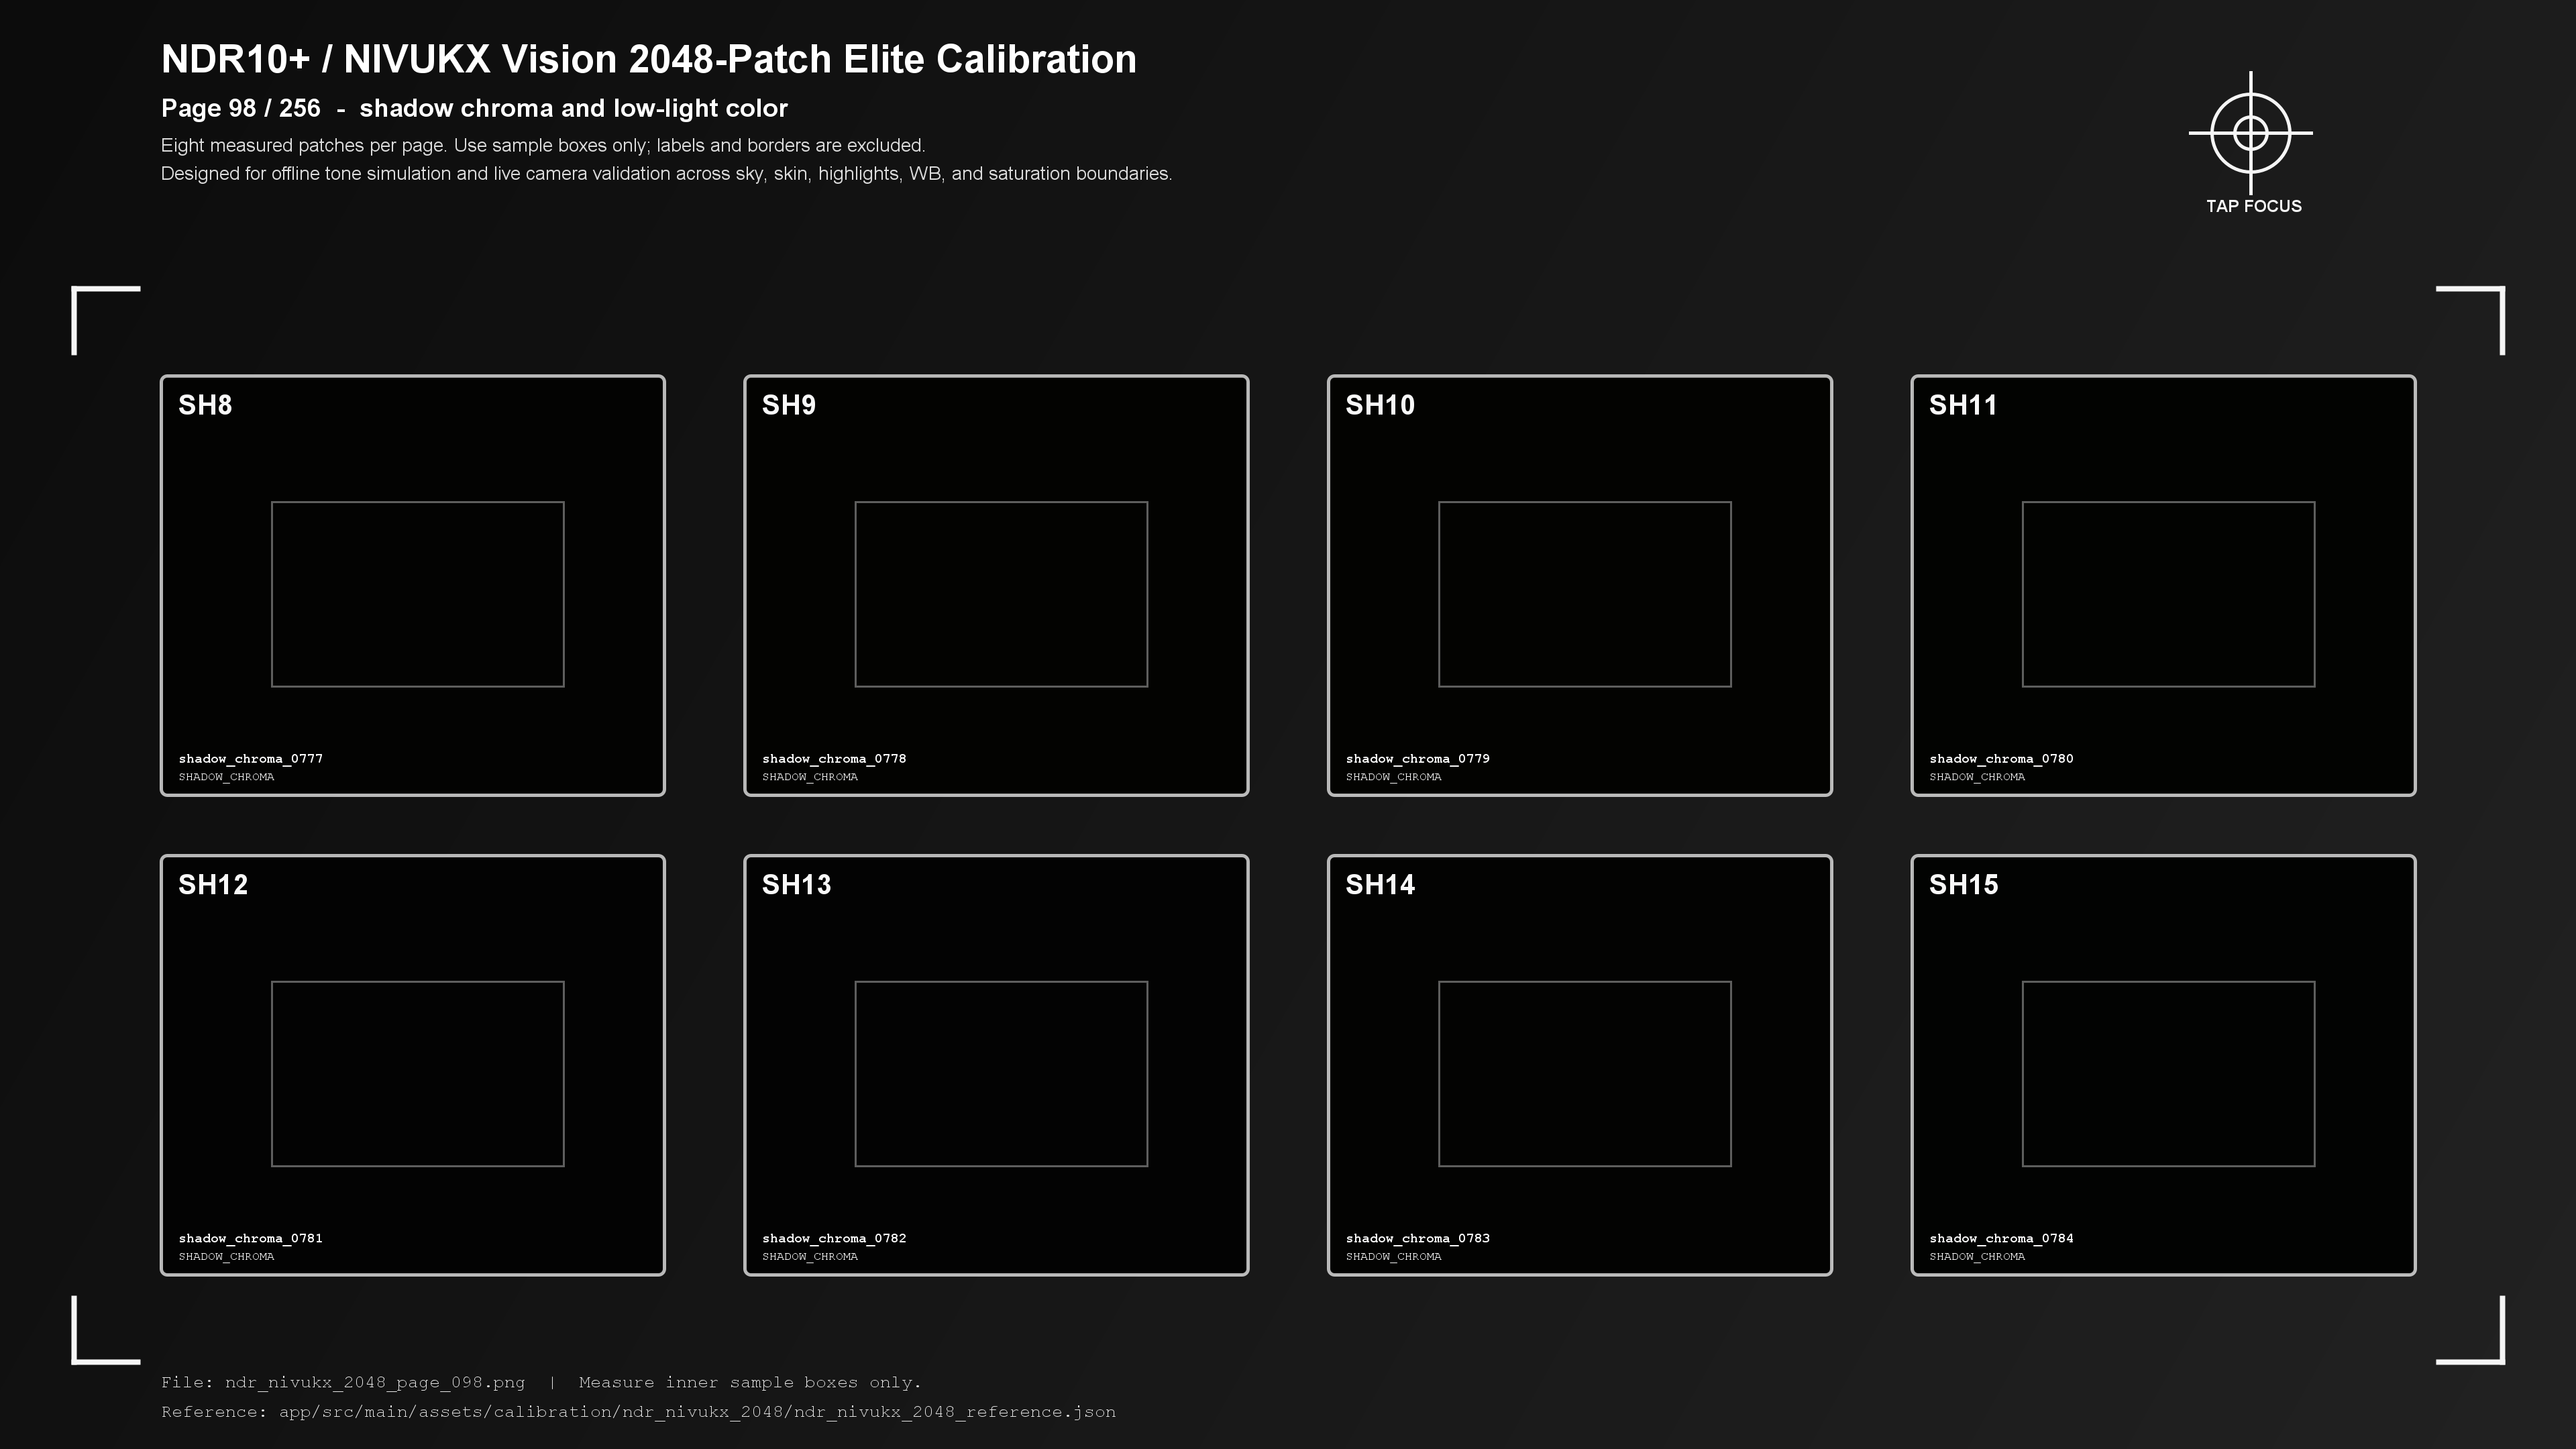 NDR10+ / NIVUKX Vision 2048-Patch Elite Calibration
Page 98 / 256 - shadow chroma and low-light color
Eight measured patches per page. Use sample boxes only; labels and borders are excluded.
Designed for offline tone simulation and live camera validation across sky, skin, highlights, WB, and saturation boundaries.
TAP FOCUS
SH8
shadow_chroma_0777
SHADOW_CHROMA
SH9
shadow_chroma_0778
SHADOW_CHROMA
SH10
shadow_chroma_0779
SHADOW_CHROMA
SH11
shadow_chroma_0780
SHADOW_CHROMA
SH12
shadow_chroma_0781
SHADOW_CHROMA
SH13
shadow_chroma_0782
SHADOW_CHROMA
SH14
shadow_chroma_0783
SHADOW_CHROMA
SH15
shadow_chroma_0784
SHADOW_CHROMA
File: ndr_nivukx_2048_page_098.png | Measure inner sample boxes only.
Reference: app/src/main/assets/calibration/ndr_nivukx_2048/ndr_nivukx_2048_reference.json